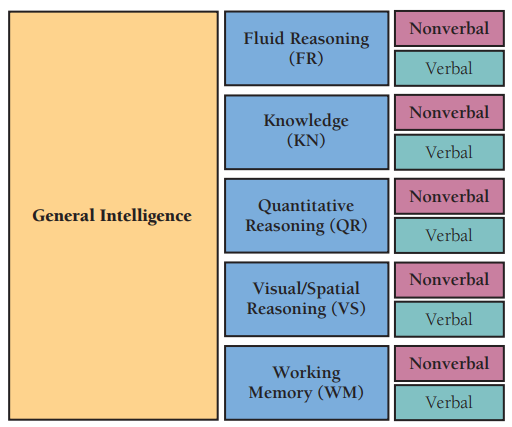 General Intelligence
Fluid Reasoning
(FR)
Nonverbal
Verbal
Knowledge
(KN)
Nonverbal
Verbal
Quantitative
Reasoning (QR)
Nonverbal
Verbal
Visual/Spatial
Reasoning (VS)
Nonverbal
Verbal
Working
Memory (WM)
Nonverbal
Verbal